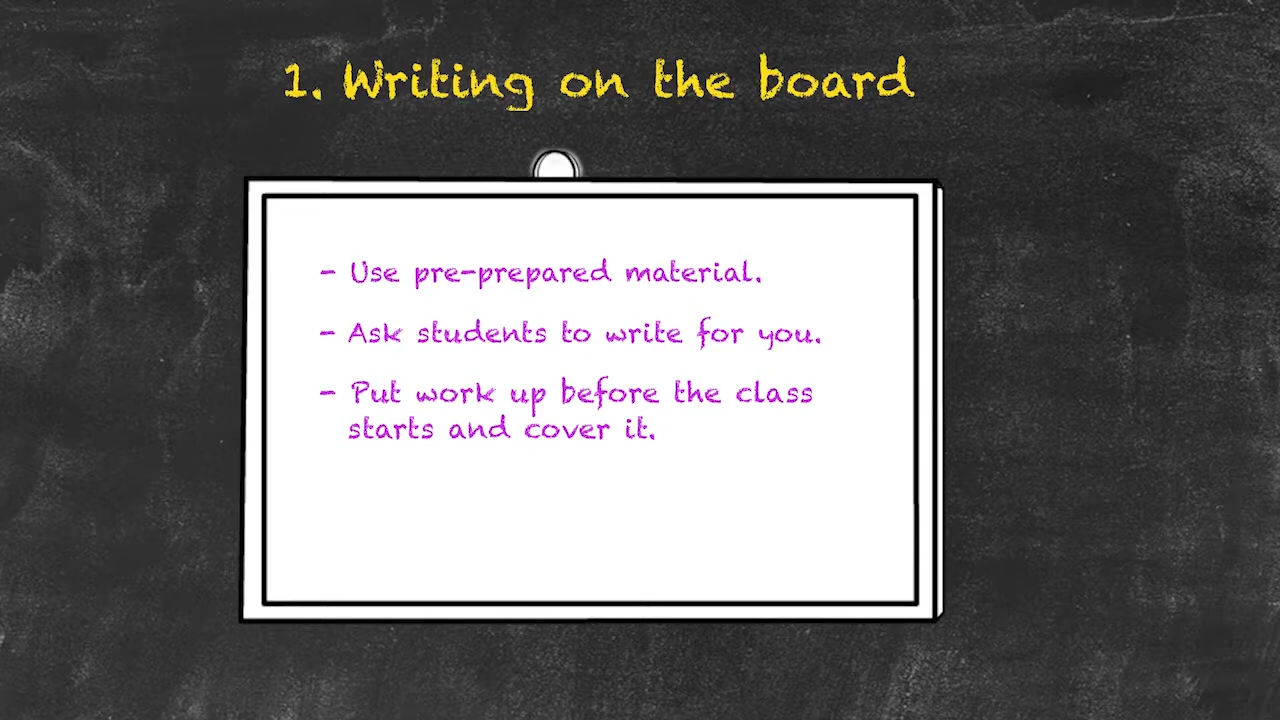 1. Writing on the board
- Use pre-prepared material.
- Ask students to write for you.
- Put work up before the class
starts and cover it.